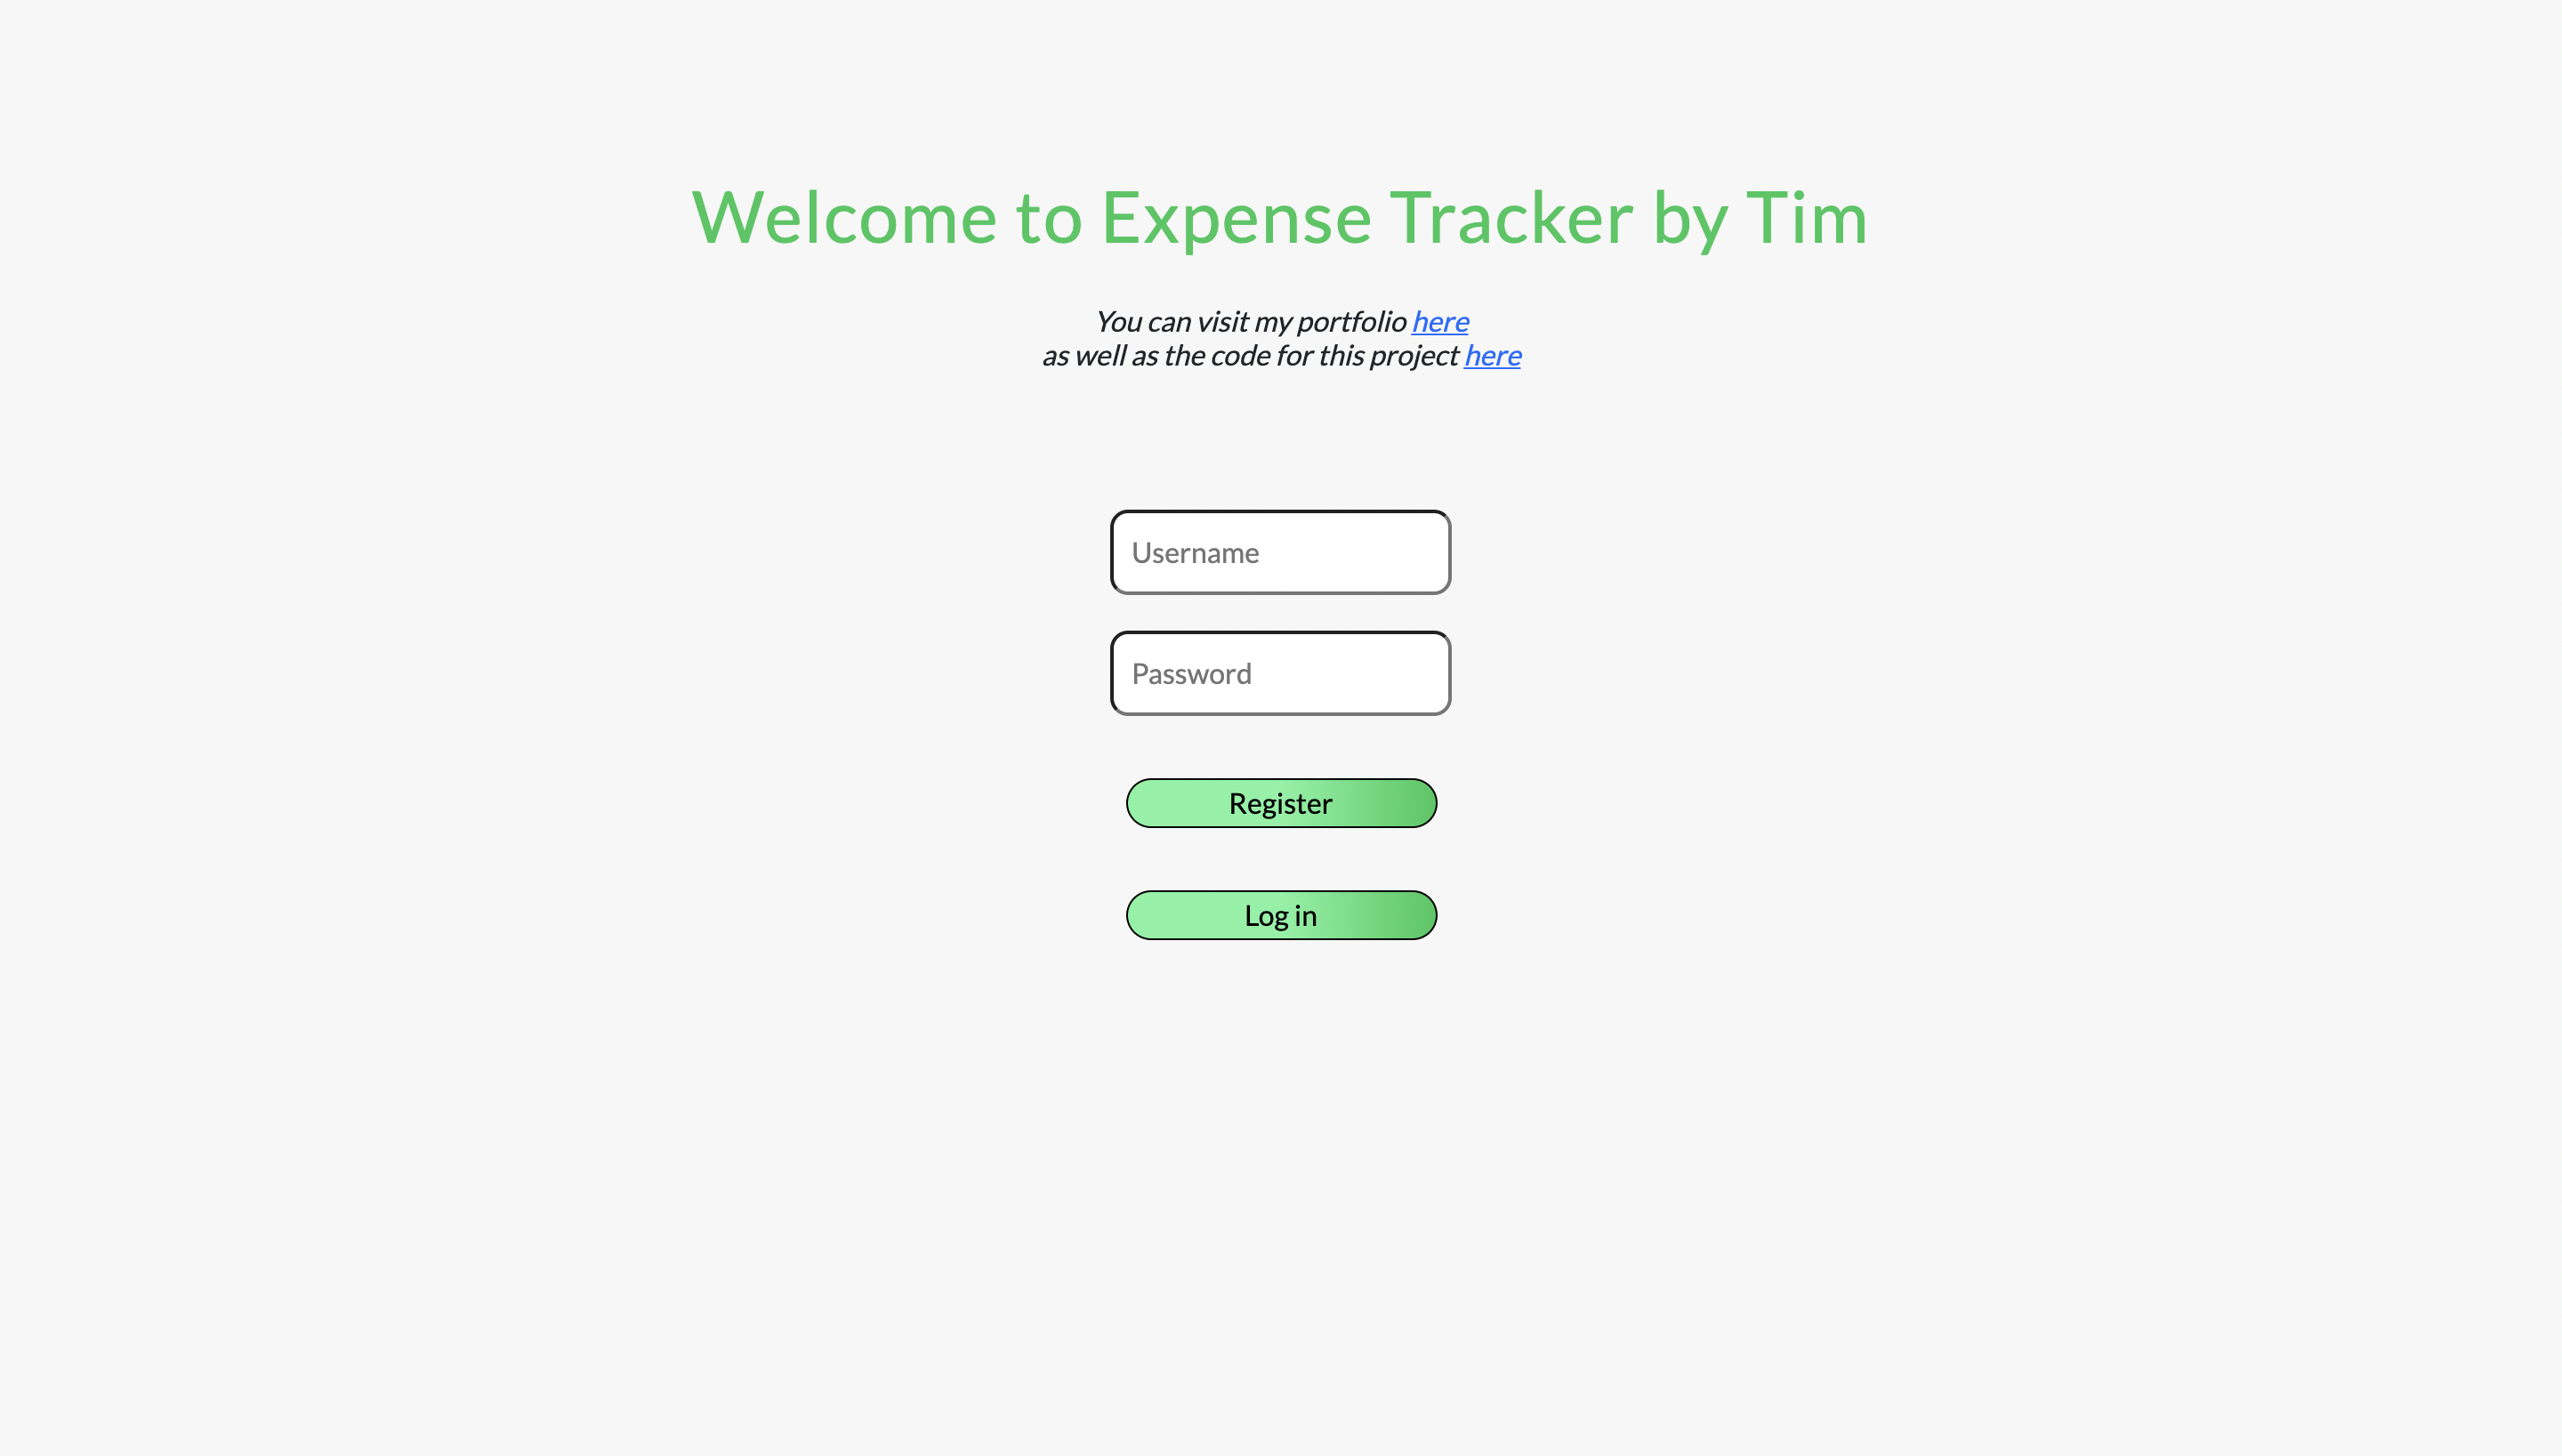 Welcome to Expense Tracker by Tim
You can visit my portfolio here
as well as the code for this project here
Username
Password
Register
Log in